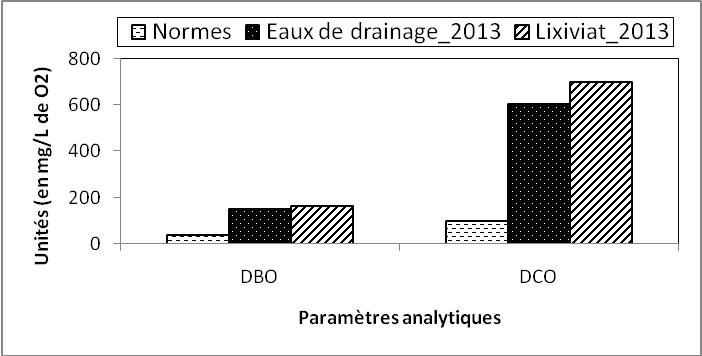 Normes Eaux de drainage_2013 Lixiviat_2013
800
600
400
200
0
Unités (en mg/L de O2)
DBO DCO
Paramètres analytiques